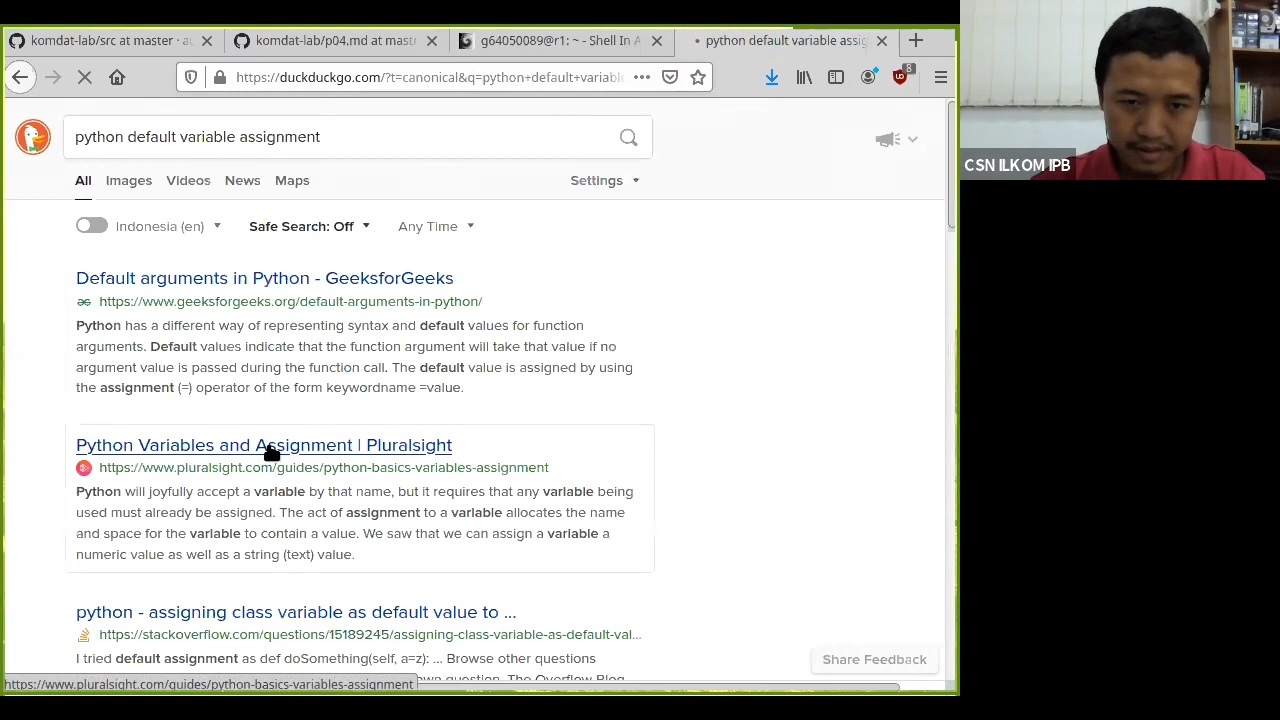 komdat-lab/src at master · au
komdat-lab/p04.md at mast
g64050089@r1: ~ - Shell In A
python default variable assig
https://duckduckgo.com/?t=canonical&q=python+default+variabl
8
python default variable assignment
All Images Videos News Maps Settings
Indonesia (en) Safe Search: Off Any Time
Default arguments in Python - GeeksforGeeks
https://www.geeksforgeeks.org/default-arguments-in-python/
Python has a different way of representing syntax and default values for function
arguments. Default values indicate that the function argument will take that value if no
argument value is passed during the function call. The default value is assigned by using
the assignment (=) operator of the form keywordname =value.
Python Variables and Assignment | Pluralsight
https://www.pluralsight.com/guides/python-basics-variables-assignment
Python will joyfully accept a variable by that name, but it requires that any variable being
used must already be assigned. The act of assignment to a variable allocates the name
and space for the variable to contain a value. We saw that we can assign a variable a
numeric value as well as a string (text) value.
python - assigning class variable as default value to ...
https://stackoverflow.com/questions/15189245/assigning-class-variable-as-default-val...
I tried default assignment as def doSomething(self, a=z): ... Browse other questions
own question. The Overflow Blog
Share Feedback
https://www.pluralsight.com/guides/python-basics-variables-assignment
CSN ILKOM IPB